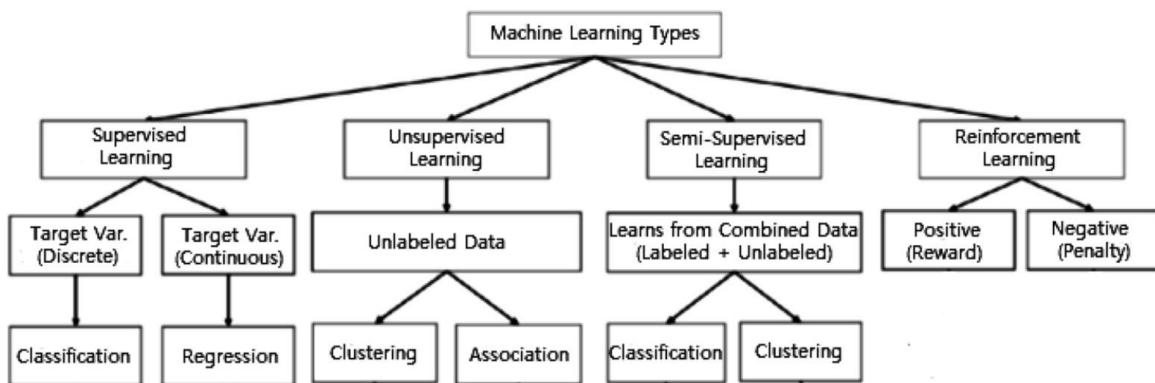 Machine Learning Types
Supervised
Learning
Unsupervised
Learning
Semi-Supervised
Learning
Reinforcement
Learning
Target Var.
(Discrete)
Target Var.
(Continuous)
Unlabeled Data
Learns from Combined Data
(Labeled + Unlabeled)
Positive
(Reward)
Negative
(Penalty)
Classification
Regression
Clustering
Association
Classification
Clustering